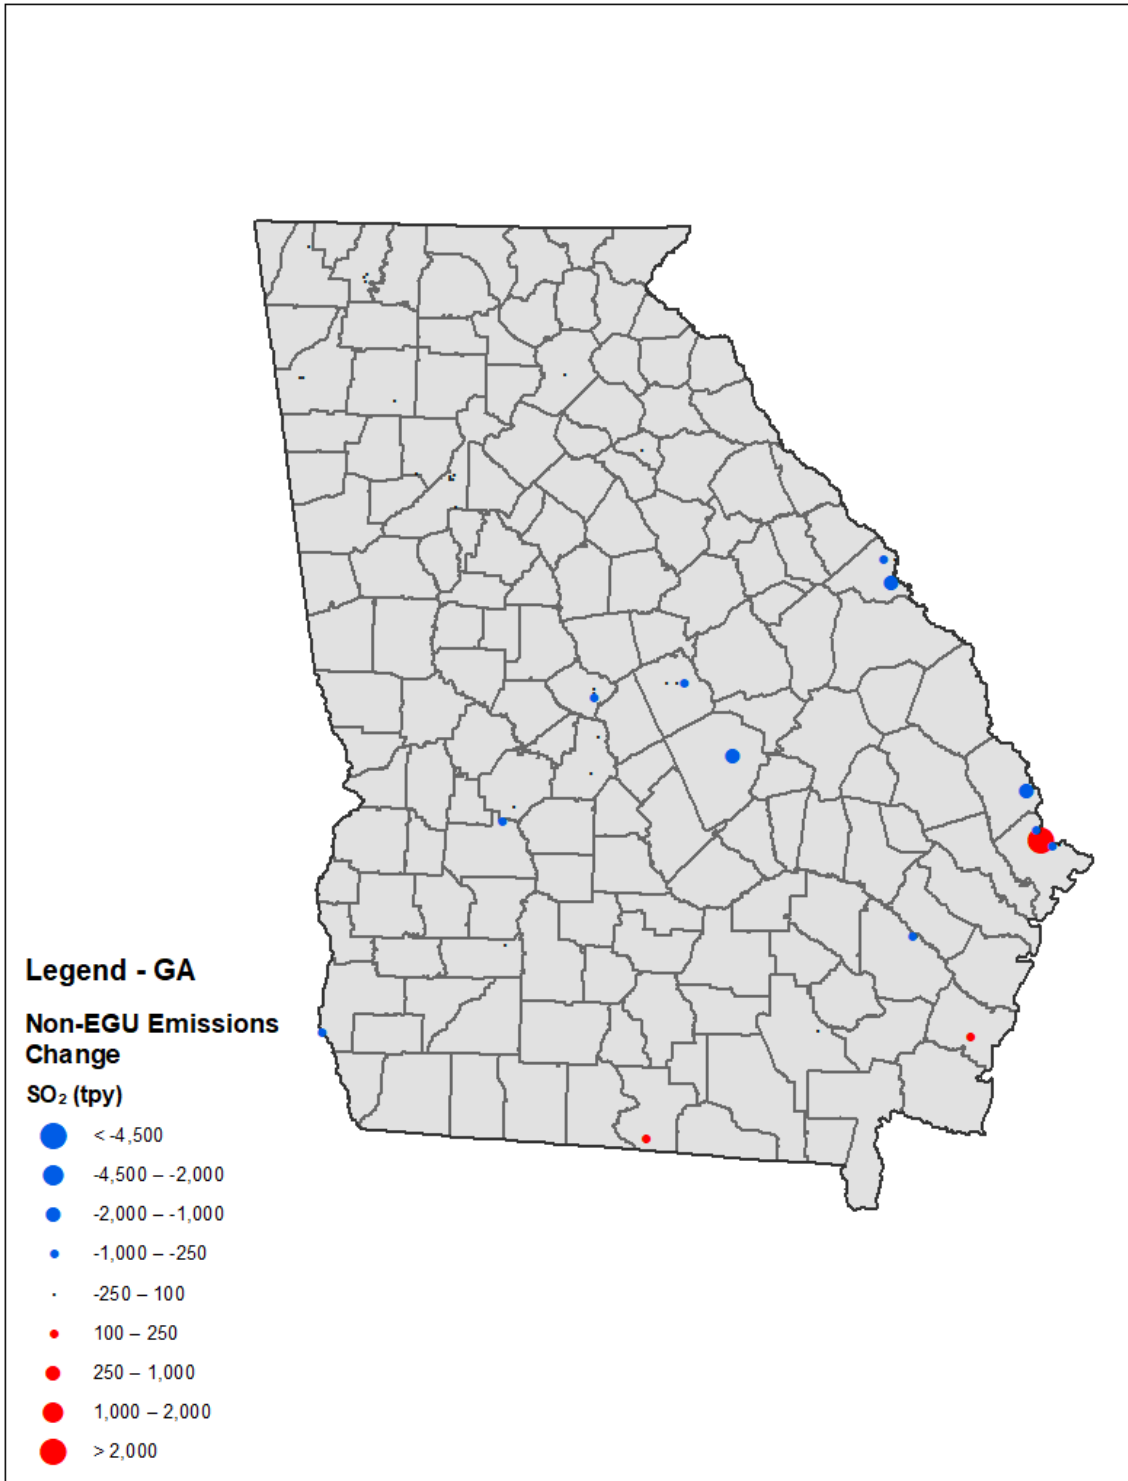 Legend - GA
Non-EGU Emissions
Change
SO₂ (tpy)
< -4,500
-4,500 – -2,000
-2,000 – -1,000
-1,000 – -250
-250 – 100
100 – 250
250 – 1,000
1,000 – 2,000
> 2,000